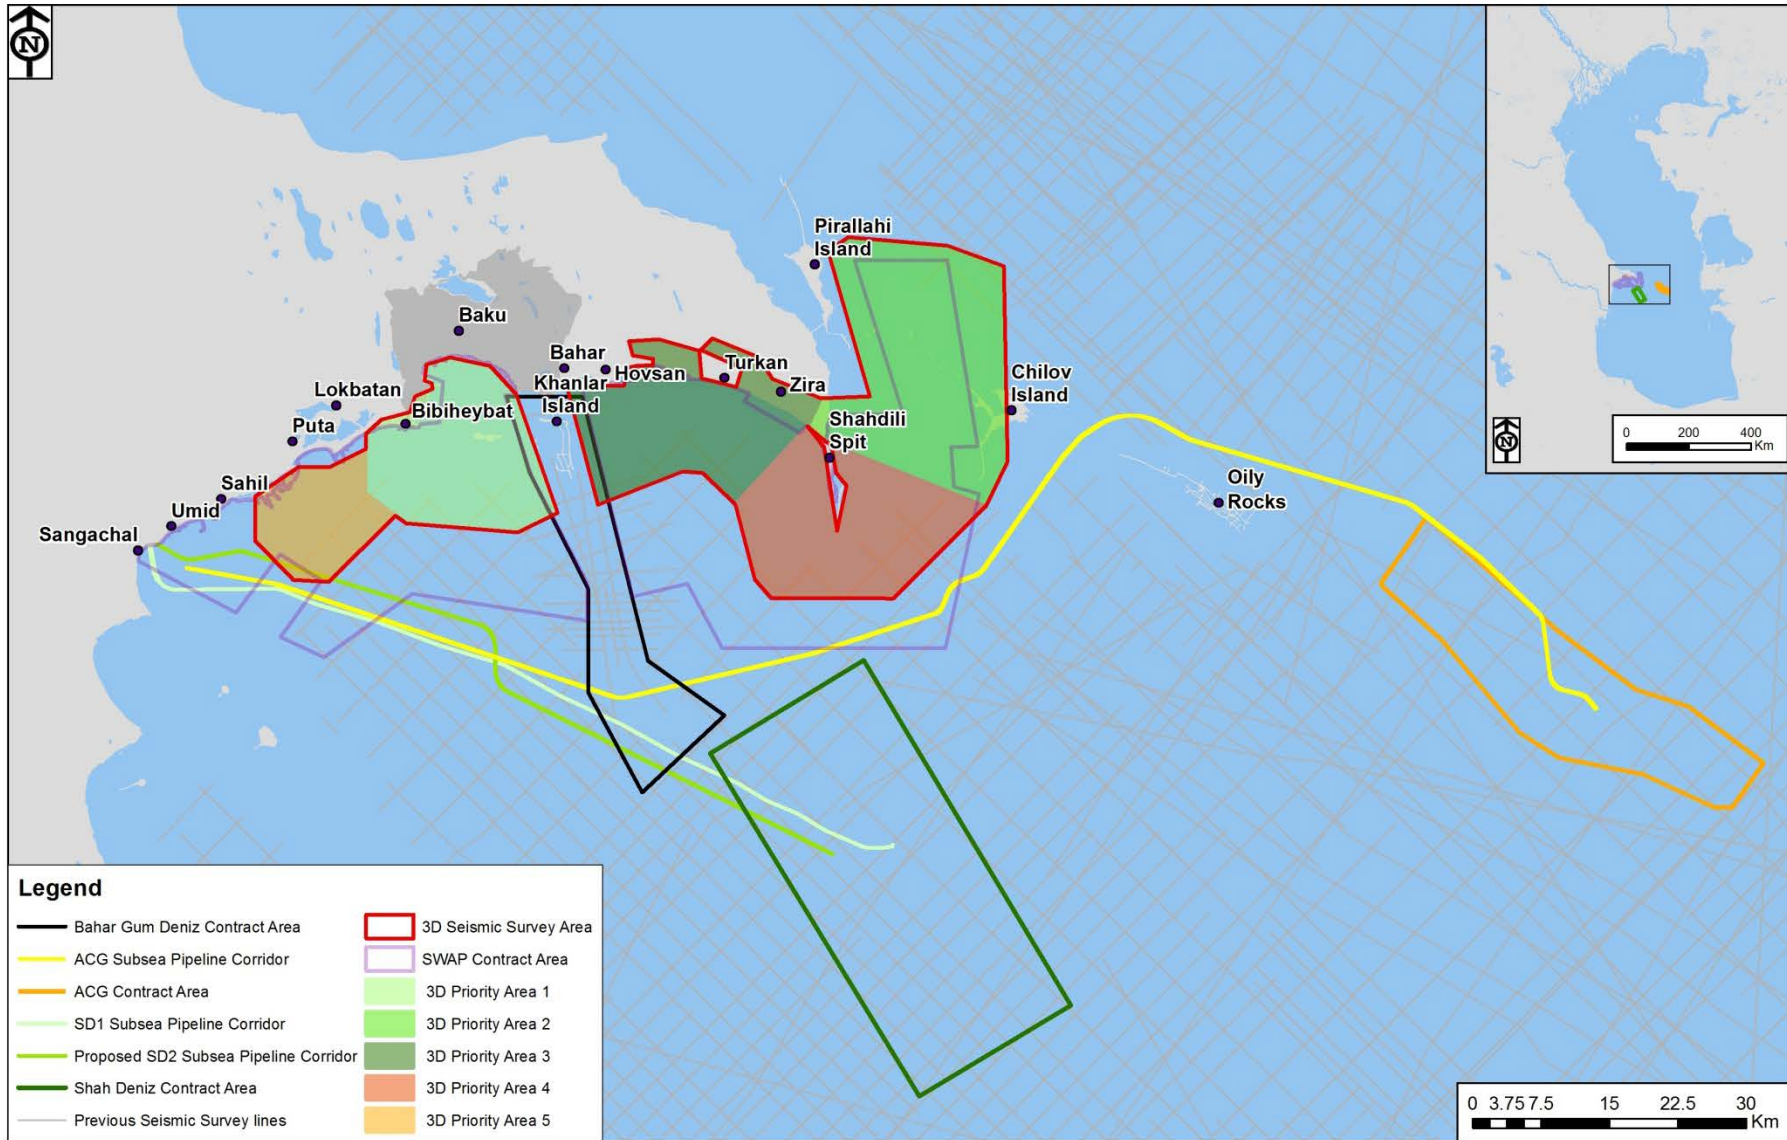 N
Pirallahi
Island
Baku
Bahar
Turkan
Khanlar
Hovsan
Zira
Chilov
Island
Lokbatan
Island
Bibiheybat
Puta
Shahdili
Spit
N
0 200 400
Km
Sahil
Umid
Oily
Rocks
Sangachal
Legend
Bahar Gum Deniz Contract Area
ACG Subsea Pipeline Corridor
ACG Contract Area
SD1 Subsea Pipeline Corridor
Proposed SD2 Subsea Pipeline Corridor
Shah Deniz Contract Area
Previous Seismic Survey lines
3D Seismic Survey Area
SWAP Contract Area
3D Priority Area 1
3D Priority Area 2
3D Priority Area 3
3D Priority Area 4
3D Priority Area 5
0 3.75 7.5 15 22.5 30
Km